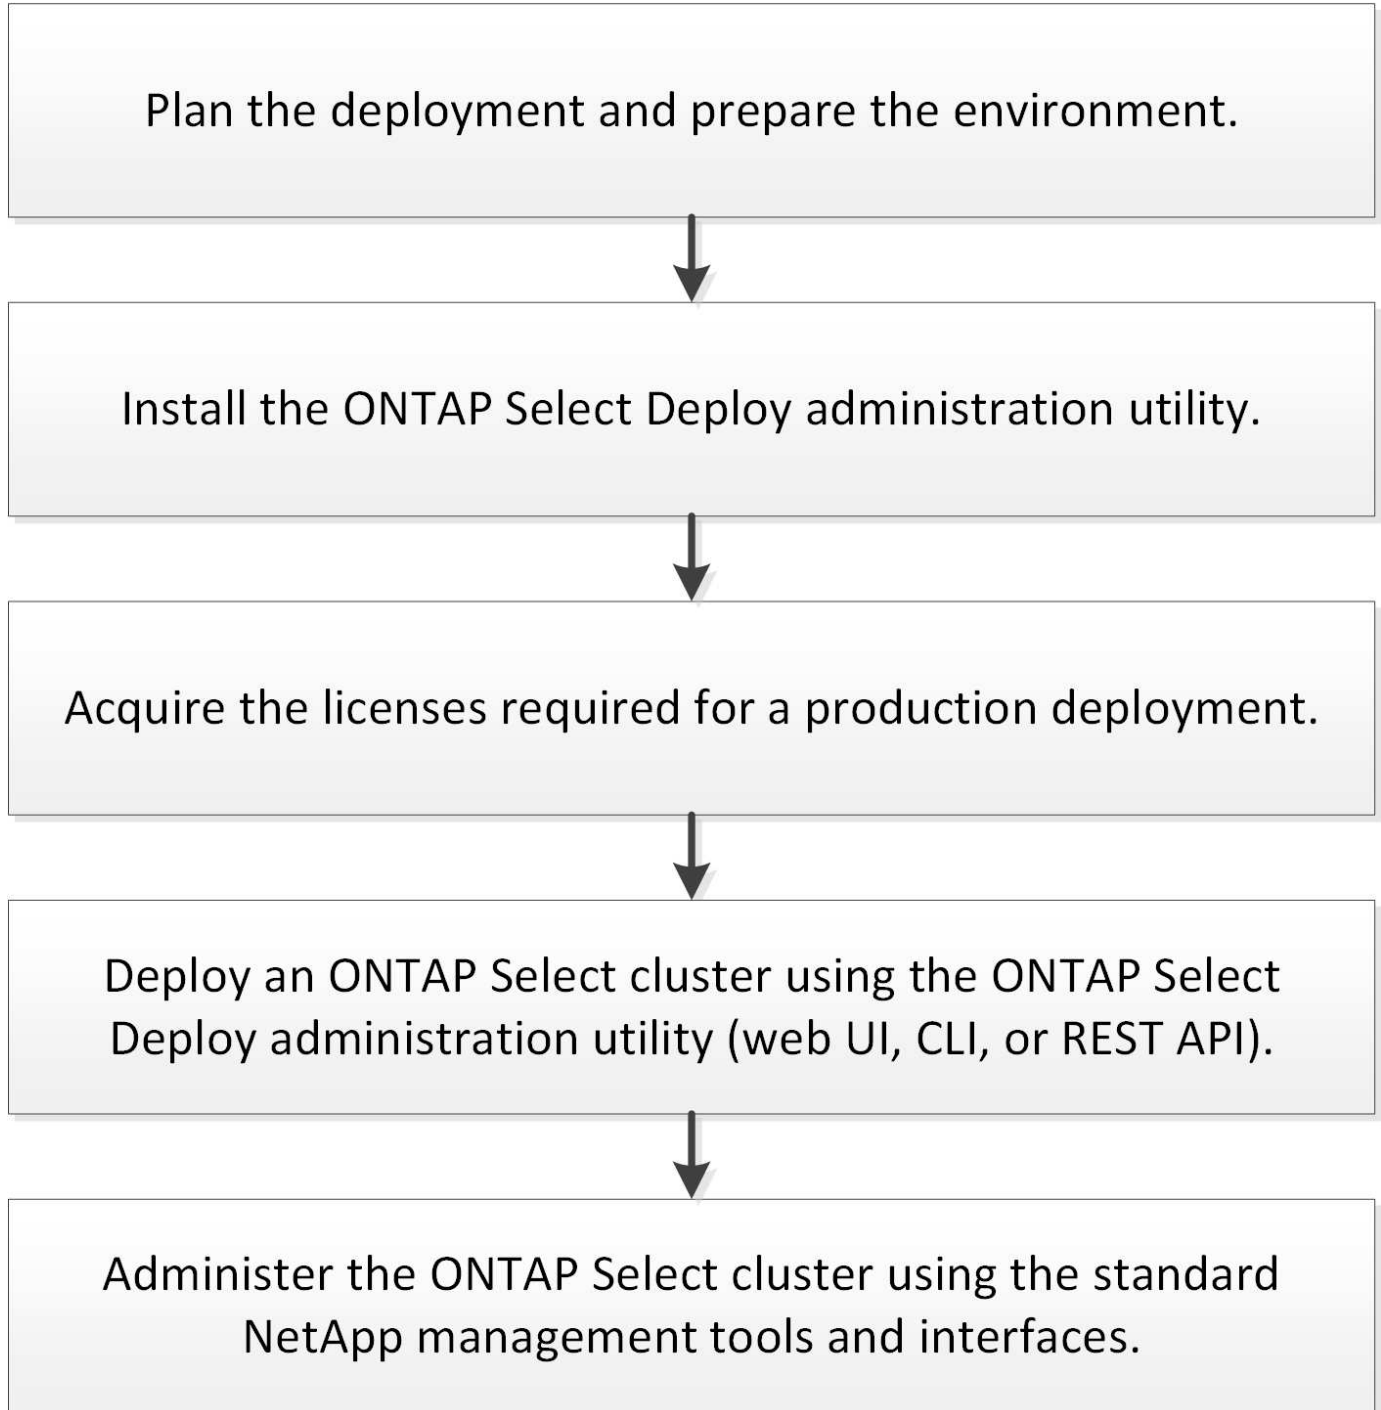 Plan the deployment and prepare the environment.
Install the ONTAP Select Deploy administration utility.
Acquire the licenses required for a production deployment.
Deploy an ONTAP Select cluster using the ONTAP Select
Deploy administration utility (web UI, CLI, or REST API).
Administer the ONTAP Select cluster using the standard
NetApp management tools and interfaces.